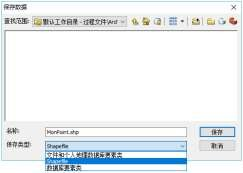 保存数据
查找范围: 默认工作目录 - 过程文件\Ard
名称: MonPoint.shp 保存
保存类型: Shapefile 取消
文件和个人地理数据库要素类
Shapefile
数据库要素类